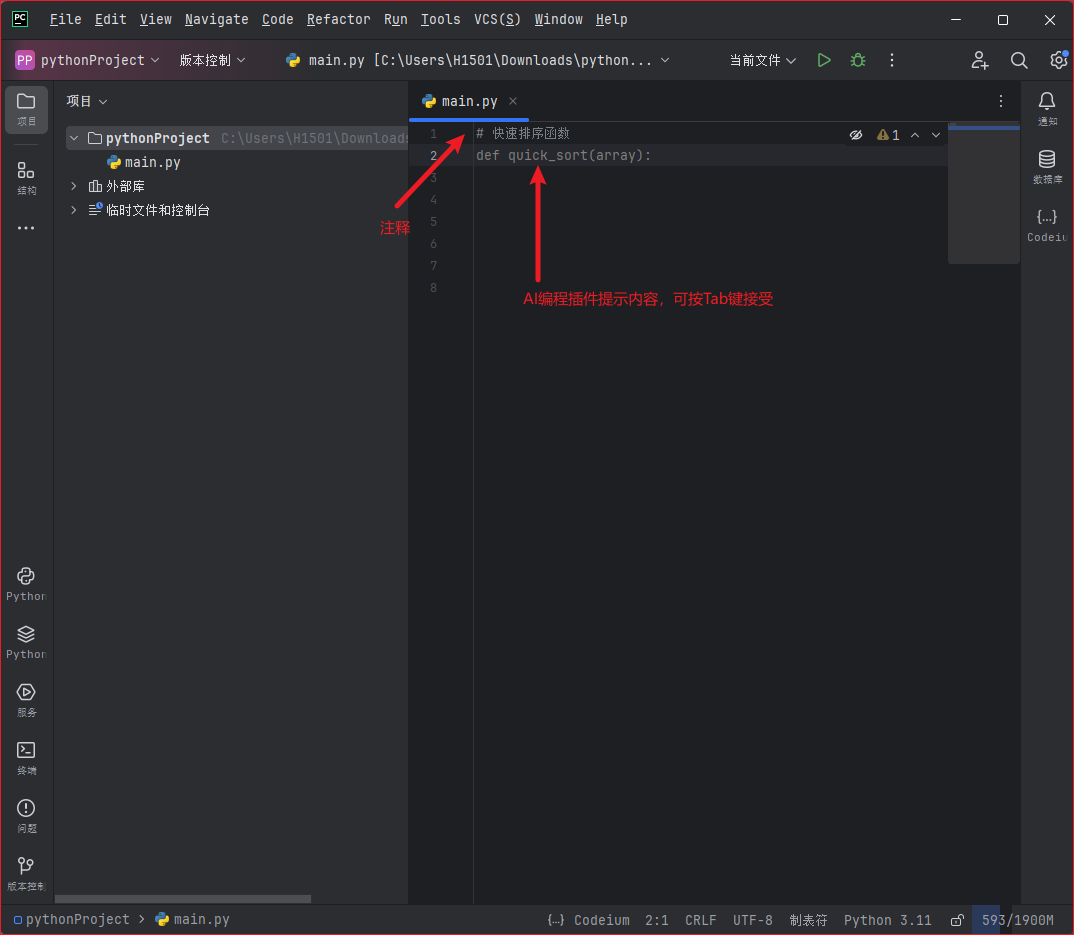 PC File Edit View Navigate Code Refactor Run Tools VCS(S) Window Help
PP pythonProject 版本控制 main.py [C:\Users\H1501\Downloads\python... 当前文件
项目
项目
main.py
通知
pythonProject C:\Users\H1501\Downloads
main.py
外部库
临时文件和控制台
结构
1 # 快速排序函数
1
2 def quick_sort(array):
3
4
5
6
7
8
注释
AI编程插件提示内容，可按Tab键接受
数据库
{...}
Codeiu
Python
Python
服务
终端
问题
版本控制
pythonProject > main.py
{...} Codeium 2:1 CRLF UTF-8 制表符 Python 3.11 593/1900M